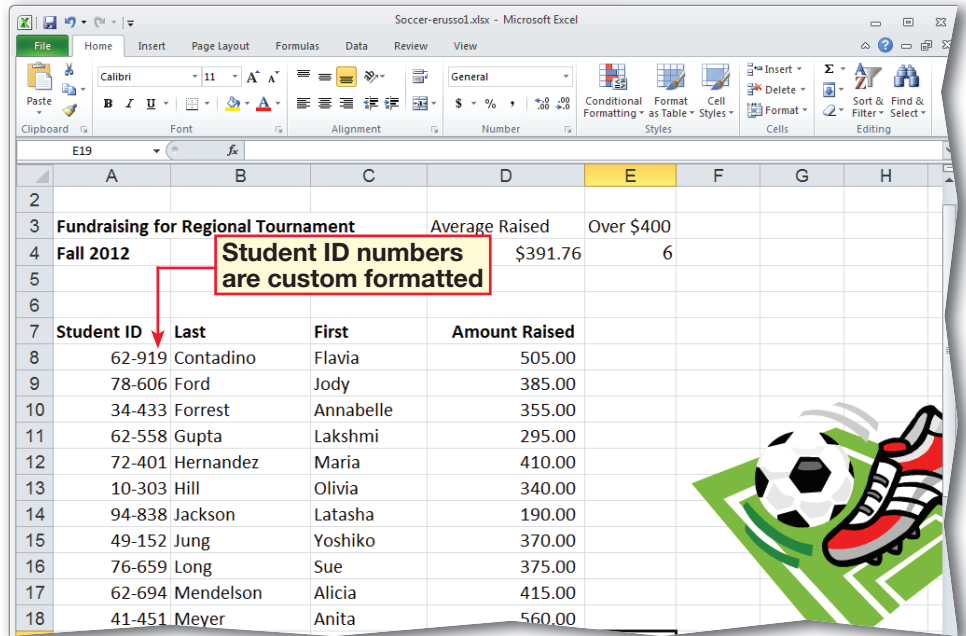 Soccer-erusso1.xlsx - Microsoft Excel
File Home Insert Page Layout Formulas Data Review View
Paste
Calibri 11 A A
B I U A
General
$ % , .0 .00 .00 .0
Conditional Formatting
Format as Table
Cell Styles
Insert
Delete
Format
Σ
Sort & Filter
Find & Select
Clipboard Font Alignment Number Styles Cells Editing
E19 fx
A B C D E F G H
2
3 Fundraising for Regional Tournament Average Raised Over $400
4 Fall 2012 $391.76 6
Student ID numbers
are custom formatted
5
6
7 Student ID Last First Amount Raised
8 62-919 Contadino Flavia 505.00
9 78-606 Ford Jody 385.00
10 34-433 Forrest Annabelle 355.00
11 62-558 Gupta Lakshmi 295.00
12 72-401 Hernandez Maria 410.00
13 10-303 Hill Olivia 340.00
14 94-838 Jackson Latasha 190.00
15 49-152 Jung Yoshiko 370.00
16 76-659 Long Sue 375.00
17 62-694 Mendelson Alicia 415.00
18 41-451 Meyer Anita 560.00